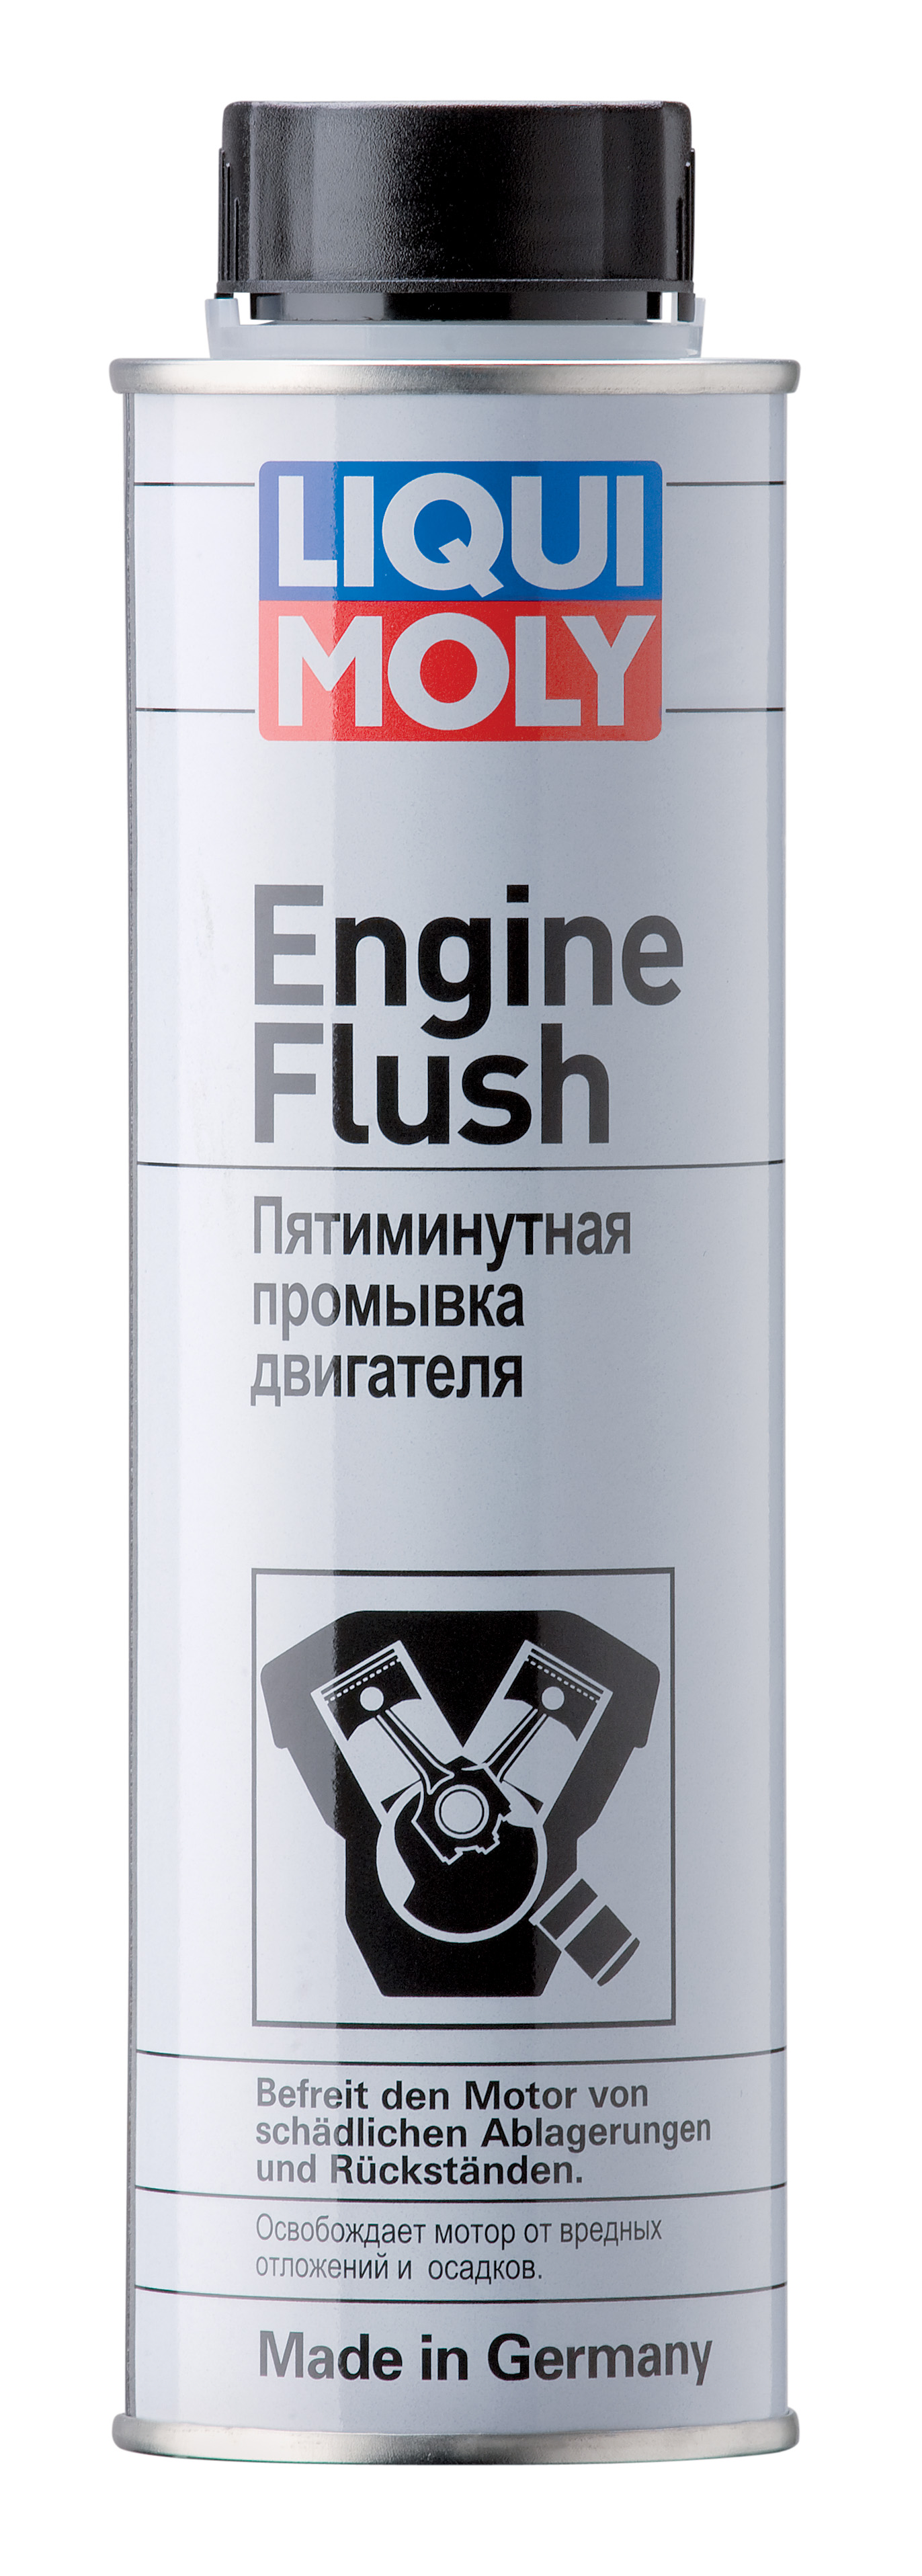 LIQUI
MOLY
Engine
Flush
Пятиминутная
промывка
двигателя
Befreit den Motor von
schädlichen Ablagerungen
und Rückständen.
Освобождает мотор от вредных
отложений и осадков.
Made in Germany